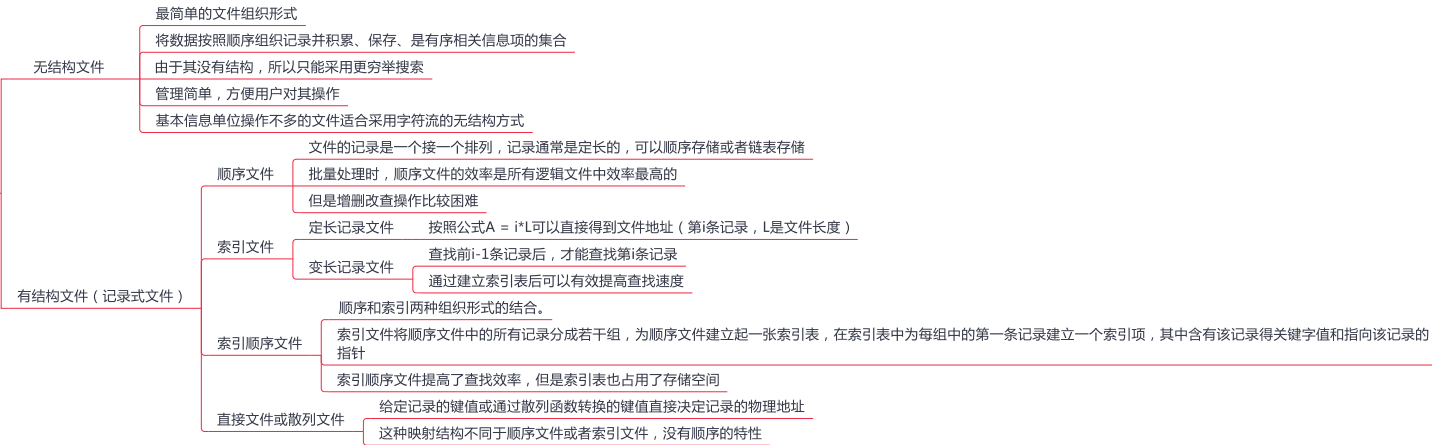 最简单的文件组织形式
将数据按照顺序组织记录并积累、保存、是有序相关信息项的集合
无结构文件
由于其没有结构，所以只能采用更穷举搜索
管理简单，方便用户对其操作
基本信息单位操作不多的文件适合采用字符流的无结构方式
文件的记录是一个接一个排列，记录通常是定长的，可以顺序存储或者链表存储
顺序文件
批量处理时，顺序文件的效率是所有逻辑文件中效率最高的
但是增删改查操作比较困难
定长记录文件
按照公式A = i*L可以直接得到文件地址（第i条记录，L是文件长度）
索引文件
查找前i-1条记录后，才能查找第i条记录
变长记录文件
通过建立索引表后可以有效提高查找速度
有结构文件（记录式文件）
顺序和索引两种组织形式的结合。
索引文件将顺序文件中的所有记录分成若干组，为顺序文件建立起一张索引表，在索引表中为每组中的第一条记录建立一个索引项，其中含有该记录得关键字值和指向该记录的
指针
索引顺序文件
索引顺序文件提高了查找效率，但是索引表也占用了存储空间
给定记录的键值或通过散列函数转换的键值直接决定记录的物理地址
直接文件或散列文件
这种映射结构不同于顺序文件或者索引文件，没有顺序的特性